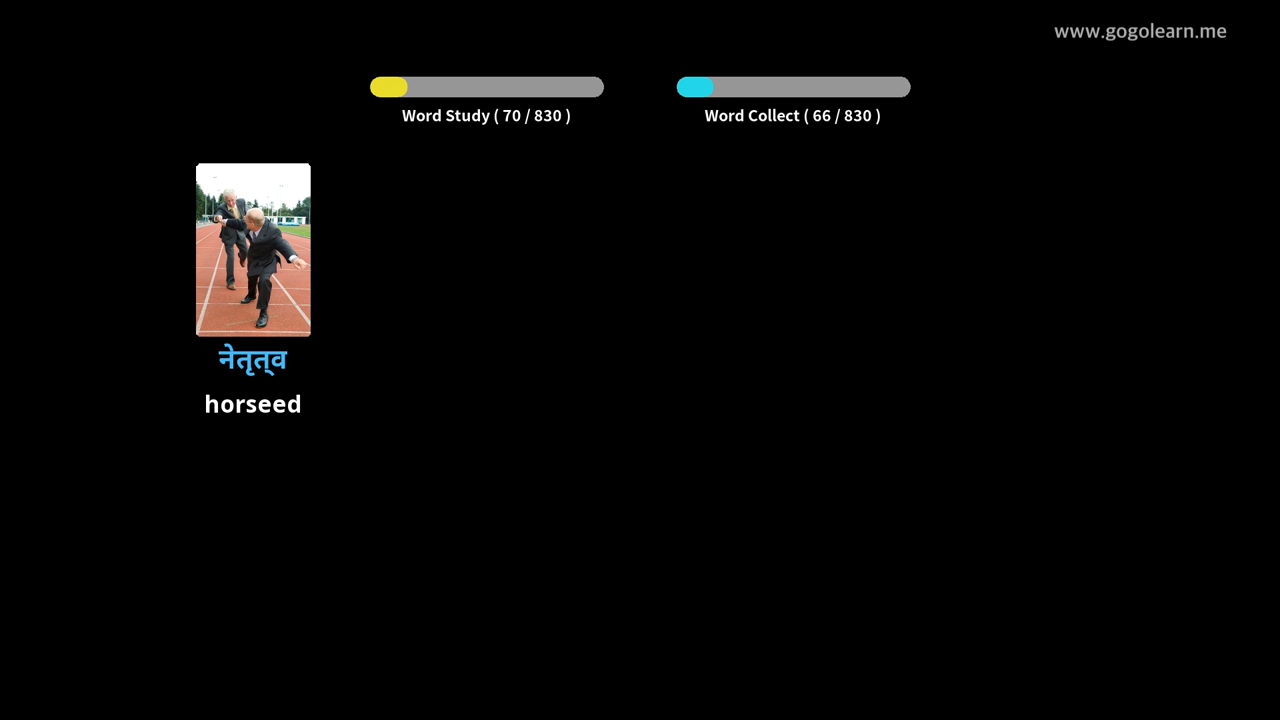 www.gogolearn.me
Word Study ( 70 / 830 )
Word Collect ( 66 / 830 )
नेतृत्व
horseed